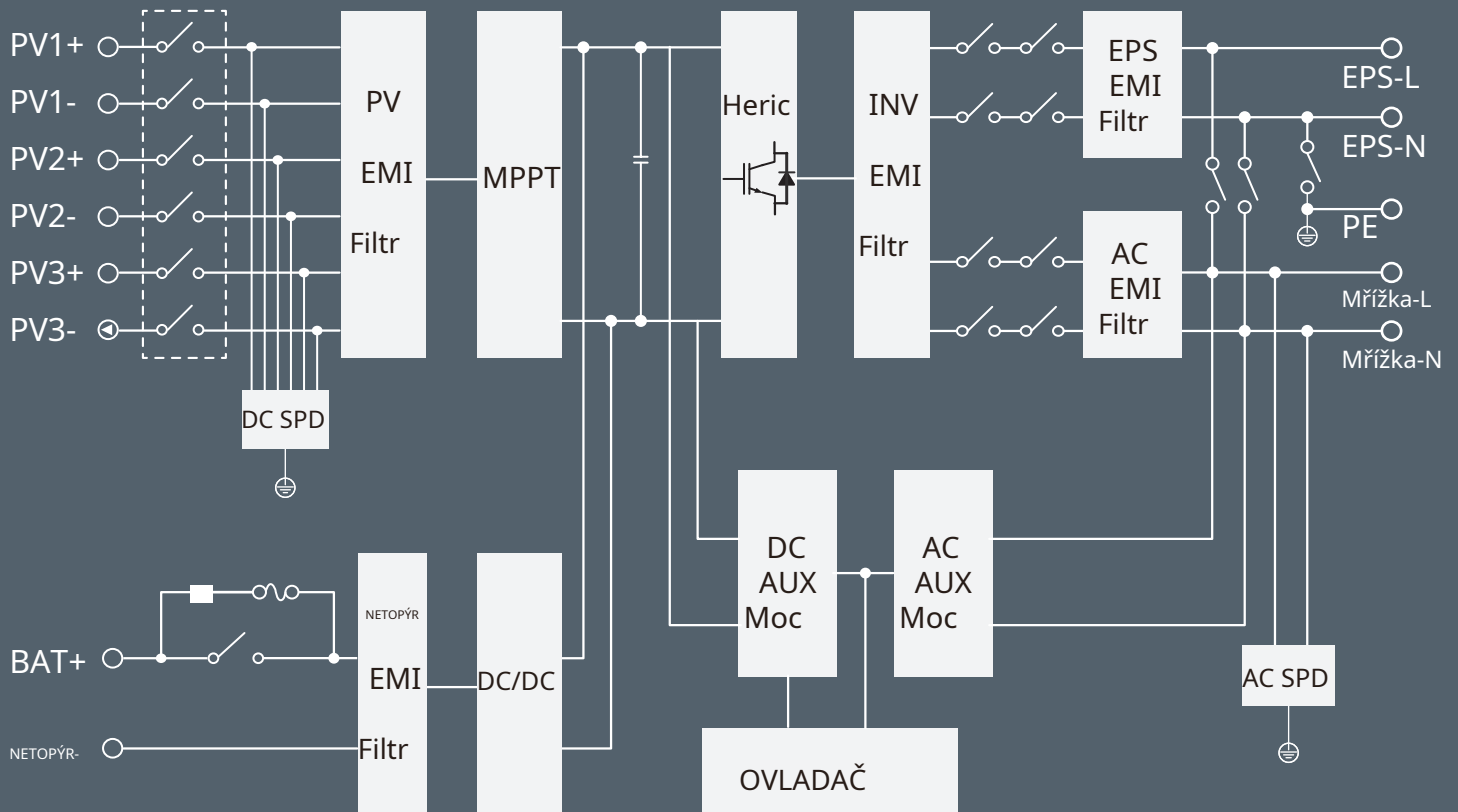 PV1+
PV1-
PV2+
PV2-
PV3+
PV3-
PV
EMI
Filtr
MPPT
Heric
INV
EMI
Filtr
EPS
EMI
Filtr
EPS-L
EPS-N
PE
AC
EMI
Filtr
Mřížka-L
Mřížka-N
DC SPD
DC
AUX
Moc
AC
AUX
Moc
AC SPD
BAT+
NETOPÝR-
NETOPÝR
EMI
Filtr
DC/DC
OVLADAČ